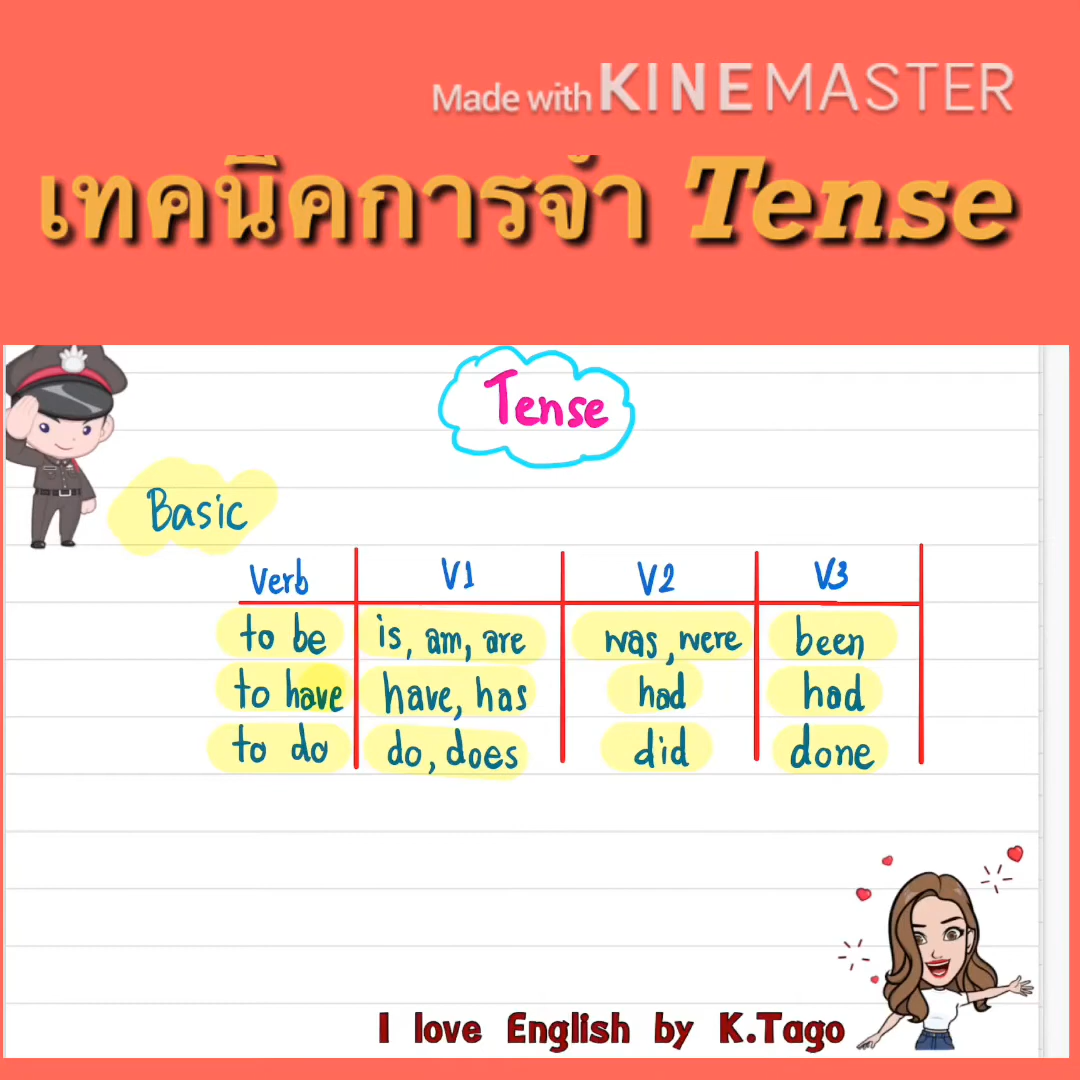 Made with KINEMASTER
เทคนิคการจำ Tense
Tense
Basic
Verb V1 V2 V3
to be is, am, are was, were been
to have have, has had had
to do do, does did done
I love English by K.Tago